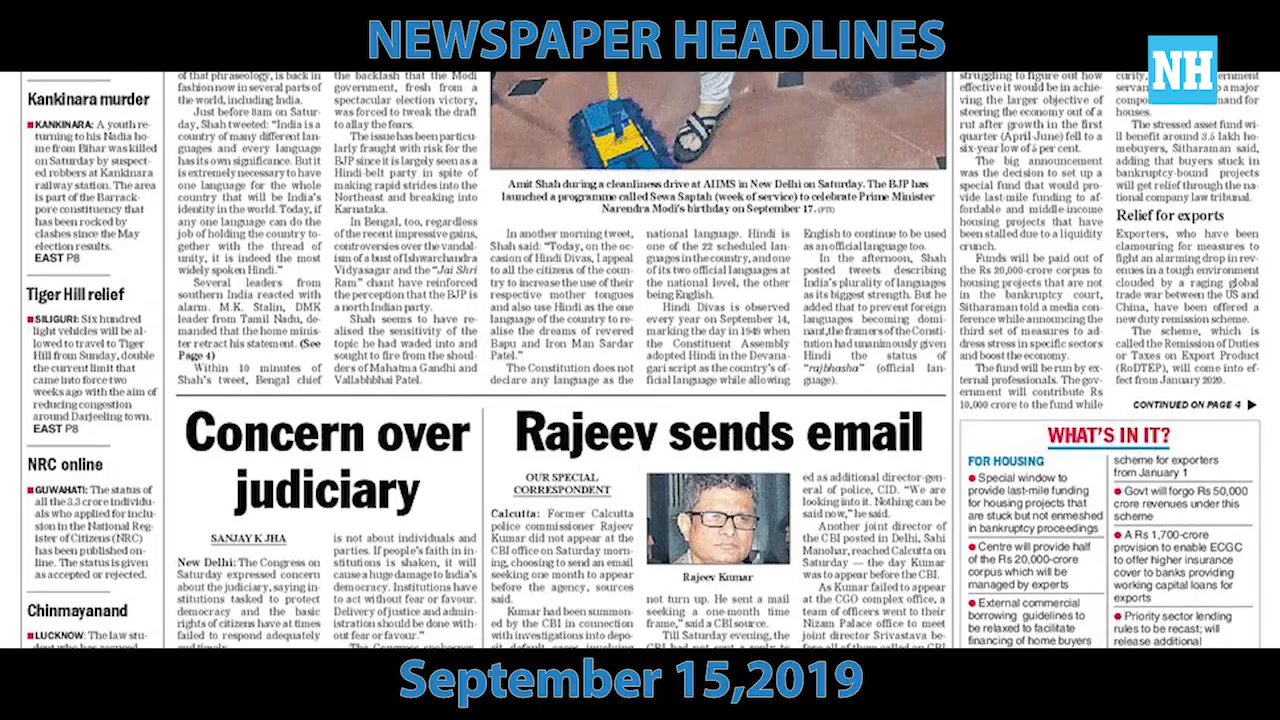 NEWSPAPER HEADLINES
NH
Kankinara murder
KANKINARA: A youth re-
turning to his Nadia ho-
me from Bihar was killed
on Saturday by suspect-
ed robbers at Kankinara
railway station. The area
is part of the Barrack-
pore constituency that
has been rocked by
clashes since the May
election results.
EAST P8
Tiger Hill relief
SILIGURI: Six hundred
light vehicles will be al-
lowed to travel to Tiger
Hill from Sunday, double
the current limit that
came into force two
weeks ago with the aim of
reducing congestion
around Darjeeling town.
EAST P8
NRC online
GUWAHATI: The status of
all the 3.3 crore individu-
als who applied for inclu-
sion in the National Reg-
ister of Citizens (NRC)
has been published on-
line. The status is given
as accepted or rejected.
Chinmayanand
LUCKNOW: The law stu-
of that phraseology, is back in
fashion now in several parts of
the world, including India.
Just before 8am on Satur-
day, Shah tweeted: "India is a
country of many different lan-
guages and every language
has its own significance. But it
is extremely necessary to have
one language for the whole
country that will be India's
identity in the world. Today, if
any one language can do the
job of holding the country to-
gether with the thread of
unity, it is indeed the most
widely spoken Hindi."
Several leaders from
southern India reacted with
alarm. M.K. Stalin, DMK
leader from Tamil Nadu, de-
manded that the home minis-
ter retract his statement. (See
Page 4)
Within 10 minutes of
Shah's tweet, Bengal chief
the backlash that the Modi
government, fresh from a
spectacular election victory,
was forced to tweak the draft
to allay the fears.
The issue has been particu-
larly fraught with risk for the
BJP since it is largely seen as a
Hindi-belt party in spite of
making rapid strides into the
Northeast and breaking into
Karnataka.
In Bengal, too, regardless
of the recent impressive gains,
controversies over the vandal-
ism of a bust of Ishwarchandra
Vidyasagar and the "Jai Shri
Ram" chant have reinforced
the perception that the BJP is
a north Indian party.
Shah seems to have re-
alised the sensitivity of the
topic he had waded into and
sought to fire from the shoul-
ders of Mahatma Gandhi and
Vallabhbhai Patel.
Amit Shah during a cleanliness drive at AIIMS in New Delhi on Saturday. The BJP has
launched a programme called Sewa Saptah (week of service) to celebrate Prime Minister
Narendra Modi's birthday on September 17. (PTI)
In another morning tweet,
Shah said: "Today, on the oc-
casion of Hindi Divas, I appeal
to all the citizens of the coun-
try to increase the use of their
respective mother tongues
and also use Hindi as the one
language of the country to re-
alise the dreams of revered
Bapu and Iron Man Sardar
Patel."
The Constitution does not
declare any language as the
national language. Hindi is
one of the 22 scheduled lan-
guages in the country, and one
of its two official languages at
the national level, the other
being English.
Hindi Divas is observed
every year on September 14,
marking the day in 1949 when
the Constituent Assembly
adopted Hindi in the Devana-
gari script as the country's of-
ficial language while allowing
English to continue to be used
as an official language too.
In the afternoon, Shah
posted tweets describing
India's plurality of languages
as its biggest strength. But he
added that to prevent foreign
languages becoming domi-
nant, the framers of the Consti-
tution had unanimously given
Hindi the status of
"rajbhasha" (official lan-
guage).
struggling to figure out how
effective it would be in achiev-
ing the larger objective of
steering the economy out of a
rut after growth in the first
quarter (April-June) fell to a
six-year low of 5 per cent.
The big announcement
was the decision to set up a
special fund that would pro-
vide last-mile funding to af-
fordable and middle-income
housing projects that have
been stalled due to a liquidity
crunch.
Funds will be paid out of
the Rs 20,000-crore corpus to
housing projects that are not
in the bankruptcy court,
Sitharaman told a media con-
ference while announcing the
third set of measures to ad-
dress stress in specific sectors
and boost the economy.
The fund will be run by ex-
ternal professionals. The gov-
ernment will contribute Rs
10,000 crore to the fund while
houses.
The stressed asset fund wi-
ll benefit around 3.5 lakh ho-
mebuyers, Sitharaman said,
adding that buyers stuck in
bankruptcy-bound projects
will get relief through the na-
tional company law tribunal.
Relief for exports
Exporters, who have been
clamouring for measures to
fight an alarming drop in rev-
enues in a tough environment
clouded by a raging global
trade war between the US and
China, have been offered a
new duty remission scheme.
The scheme, which is
called the Remission of Duties
or Taxes on Export Product
(RoDTEP), will come into ef-
fect from January 2020.
CONTINUED ON PAGE 4
Concern over
judiciary
SANJAY K JHA
New Delhi: The Congress on
Saturday expressed concern
about the judiciary, saying in-
stitutions tasked to protect
democracy and the basic
rights of citizens have at times
failed to respond adequately
and timely.
is not about individuals and
parties. If people's faith in in-
stitutions is shaken, it will
cause a huge damage to India's
democracy. Institutions have
to act without fear or favour.
Delivery of justice and admin-
istration should be done with-
out fear or favour."
The Congress spokesper-
Rajeev sends email
OUR SPECIAL
CORRESPONDENT
Calcutta: Former Calcutta
police commissioner Rajeev
Kumar did not appear at the
CBI office on Saturday morn-
ing, choosing to send an email
seeking one month to appear
before the agency, sources
said.
Kumar had been summon-
ed by the CBI in connection
with investigations into depo-
Rajeev Kumar
not turn up. He sent a mail
seeking a one-month time
frame," said a CBI source.
Till Saturday evening, the
ed as additional director-gen-
eral of police, CID. "We are
looking into it. Nothing can be
said now," he said.
Another joint director of
the CBI posted in Delhi, Sahi
Manohar, reached Calcutta on
Saturday — the day Kumar
was to appear before the CBI.
As Kumar failed to appear
at the CGO complex office, a
team of officers went to their
Nizam Palace office to meet
joint director Srivastava be-
WHAT'S IN IT?
FOR HOUSING
Special window to
provide last-mile funding
for housing projects that
are stuck but not enmeshed
in bankruptcy proceedings
Centre will provide half
of the Rs 20,000-crore
corpus which will be
managed by experts
External commercial
borrowing guidelines to
be relaxed to facilitate
financing of home buyers
scheme for exporters
from January 1
Govt will forgo Rs 50,000
crore revenues under this
scheme
A Rs 1,700-crore
provision to enable ECGC
to offer higher insurance
cover to banks providing
working capital loans for
exports
Priority sector lending
rules to be recast; will
release additional
September 15,2019